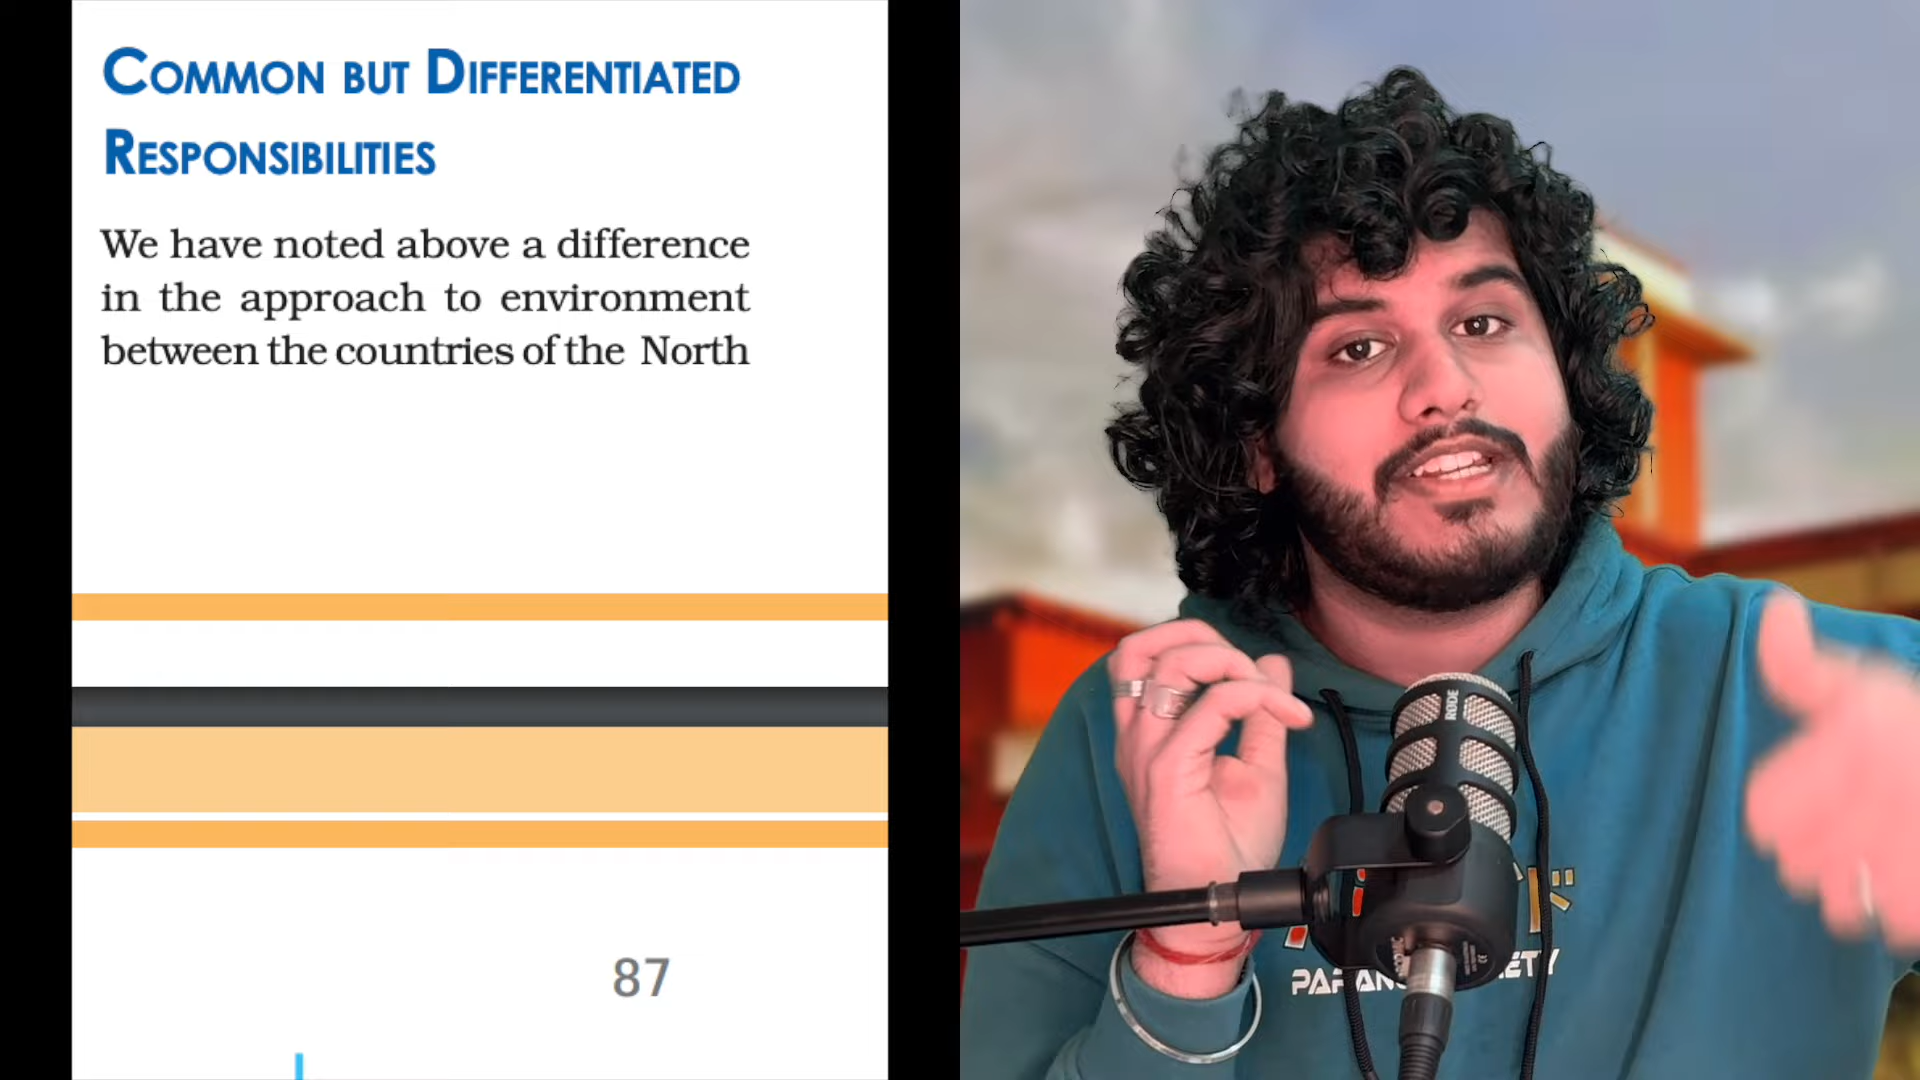 COMMON BUT DIFFERENTIATED
RESPONSIBILITIES
We have noted above a difference
in the approach to environment
between the countries of the North
87
RODE